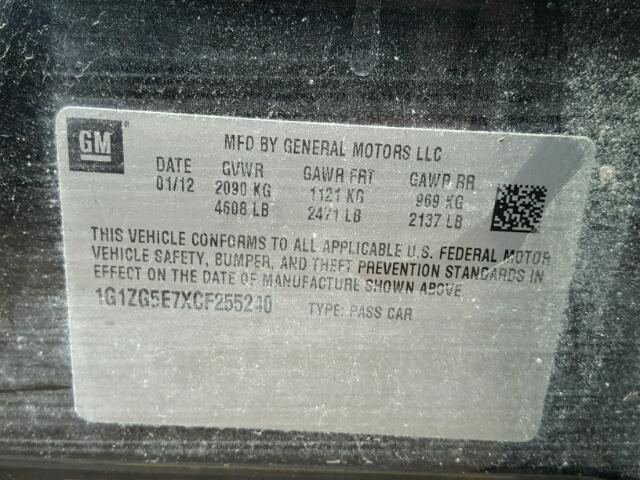 GM
MFD BY GENERAL MOTORS LLC
DATE GVWR GAWR FRT GAWR RR
01/12 2090 KG 1121 KG 969 KG
4608 LB 2471 LB 2137 LB
THIS VEHICLE CONFORMS TO ALL APPLICABLE U.S. FEDERAL MOTOR
VEHICLE SAFETY, BUMPER, AND THEFT PREVENTION STANDARDS IN
EFFECT ON THE DATE OF MANUFACTURE SHOWN ABOVE.
1G1ZG5E7XCF255240 TYPE: PASS CAR